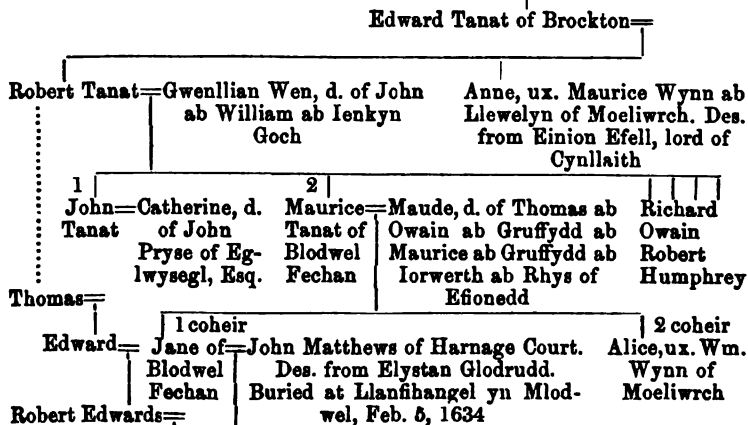 Edward Tanat of Brockton=
Robert Tanat=Gwenllian Wen, d. of John
ab William ab Ienkyn
Goch
Anne, ux. Maurice Wynn ab
Llewelyn of Moeliwrch. Des.
from Einion Efell, lord of
Cynllaith
1
John=Catherine, d.
Tanat of John
Pryse of Eg-
lwysegl, Esq.
2
Maurice=Maude, d. of Thomas ab
Tanat of Owain ab Gruffydd ab
Blodwel Maurice ab Gruffydd ab
Fechan Iorwerth ab Rhys of
Efionedd
Richard
Owain
Robert
Humphrey
Thomas=
Edward=
1 coheir
Jane of=John Matthews of Harnage Court.
Blodwel Des. from Elystan Glodrudd.
Fechan Buried at Llanfihangel yn Mlod-
wel, Feb. 5, 1634
2 coheir
Alice, ux. Wm.
Wynn of
Moeliwrch
Robert Edwards=